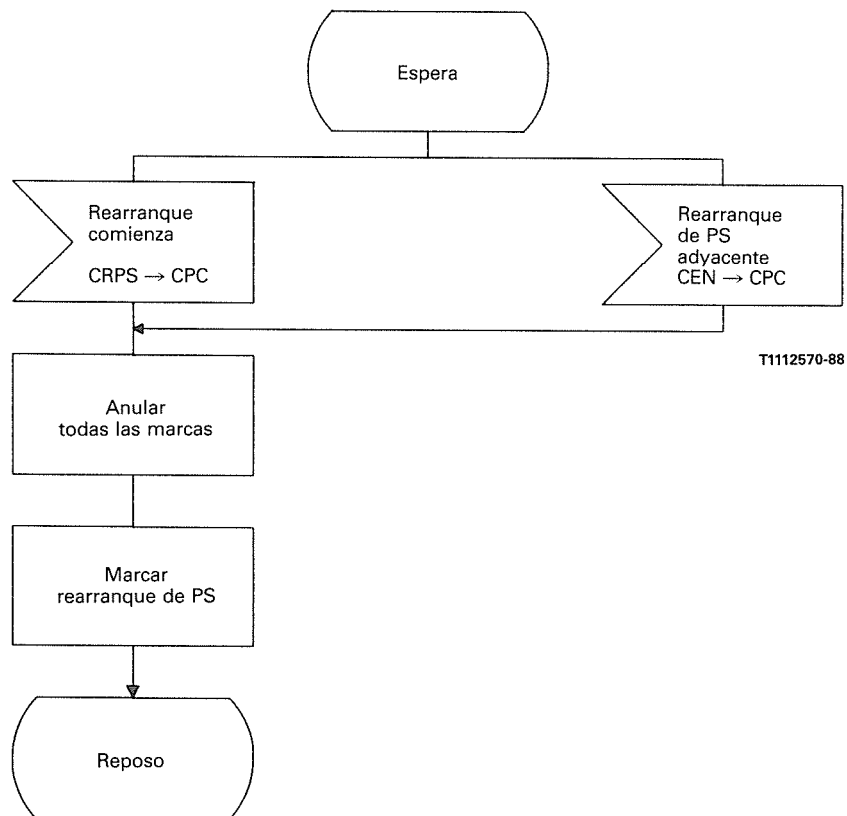 Espera
Rearranque
comienza
CRPS → CPC
Rearranque
de PS
adyacente
CEN → CPC
T1112570-88
Anular
todas las marcas
Marcar
rearranque de PS
Reposo